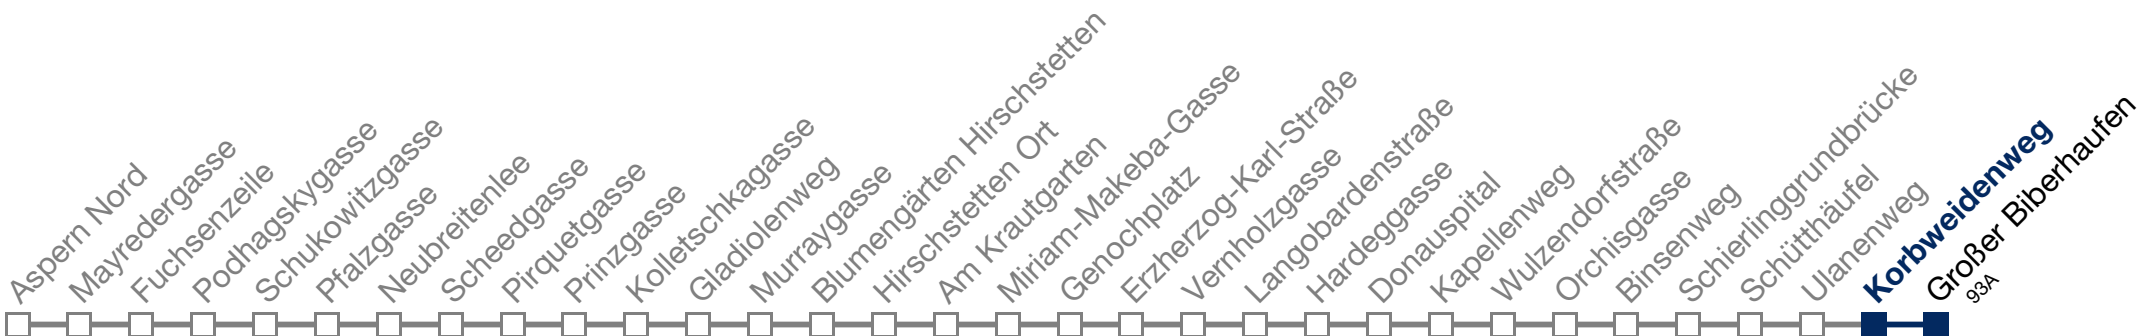 Aspern Nord
Mayredergasse
Fuchsenzeile
Podhagskygasse
Schukowitzgasse
Pfalzgasse
Neubreitenlee
Scheedgasse
Pirquetgasse
Prinzgasse
Kolletschkagasse
Gladiolenweg
Murraygasse
Blumengärten Hirschstetten
Hirschstetten Ort
Am Krautgarten
Miriam-Makeba-Gasse
Genochplatz
Erzherzog-Karl-Straße
Vernholzgasse
Langobardenstraße
Hardeggasse
Donauspital
Kapellenweg
Wulzendorfstraße
Orchisgasse
Binsenweg
Schierlinggrundbrücke
Schütthäufel
Ulanenweg
Korbweidenweg
Großer Biberhaufen
93A